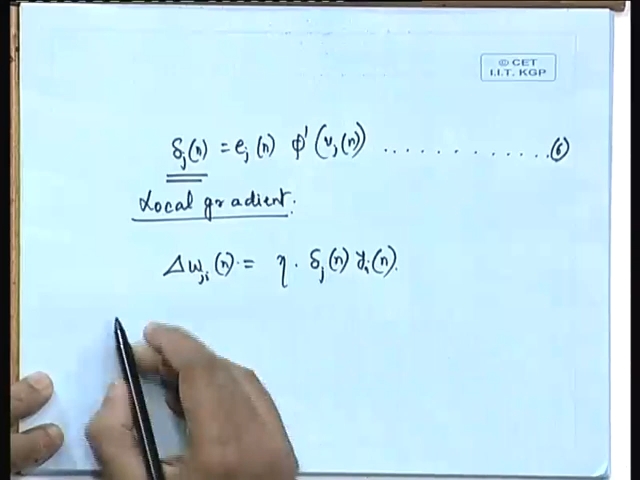 © CET
I.I.T. KGP
δj(n) = ej(n) φ'(vj(n)) ............. (6)
Local gradient.
Δwji(n) = η. δj(n) yi(n).